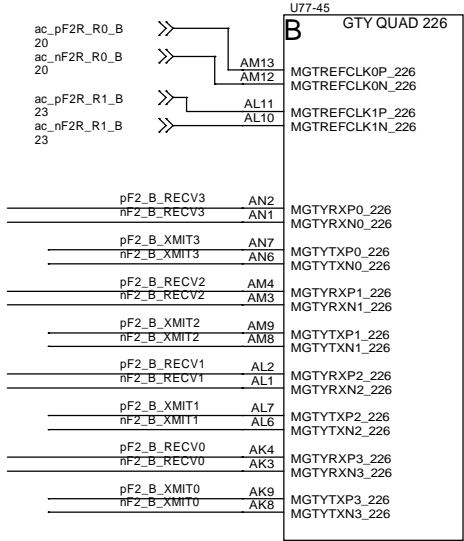 U77-45
B GTY QUAD 226
ac_pF2R_R0_B
20
ac_nF2R_R0_B
20
AM13 MGTREFCLK0P_226
AM12 MGTREFCLK0N_226
ac_pF2R_R1_B
23
ac_nF2R_R1_B
23
AL11 MGTREFCLK1P_226
AL10 MGTREFCLK1N_226
pF2_B_RECV3 AN2 MGTYRXP0_226
nF2_B_RECV3 AN1 MGTYRXN0_226
pF2_B_XMIT3 AN7 MGTYTXP0_226
nF2_B_XMIT3 AN6 MGTYTXN0_226
pF2_B_RECV2 AM4 MGTYRXP1_226
nF2_B_RECV2 AM3 MGTYRXN1_226
pF2_B_XMIT2 AM9 MGTYTXP1_226
nF2_B_XMIT2 AM8 MGTYTXN1_226
pF2_B_RECV1 AL2 MGTYRXP2_226
nF2_B_RECV1 AL1 MGTYRXN2_226
pF2_B_XMIT1 AL7 MGTYTXP2_226
nF2_B_XMIT1 AL6 MGTYTXN2_226
pF2_B_RECV0 AK4 MGTYRXP3_226
nF2_B_RECV0 AK3 MGTYRXN3_226
pF2_B_XMIT0 AK9 MGTYTXP3_226
nF2_B_XMIT0 AK8 MGTYTXN3_226